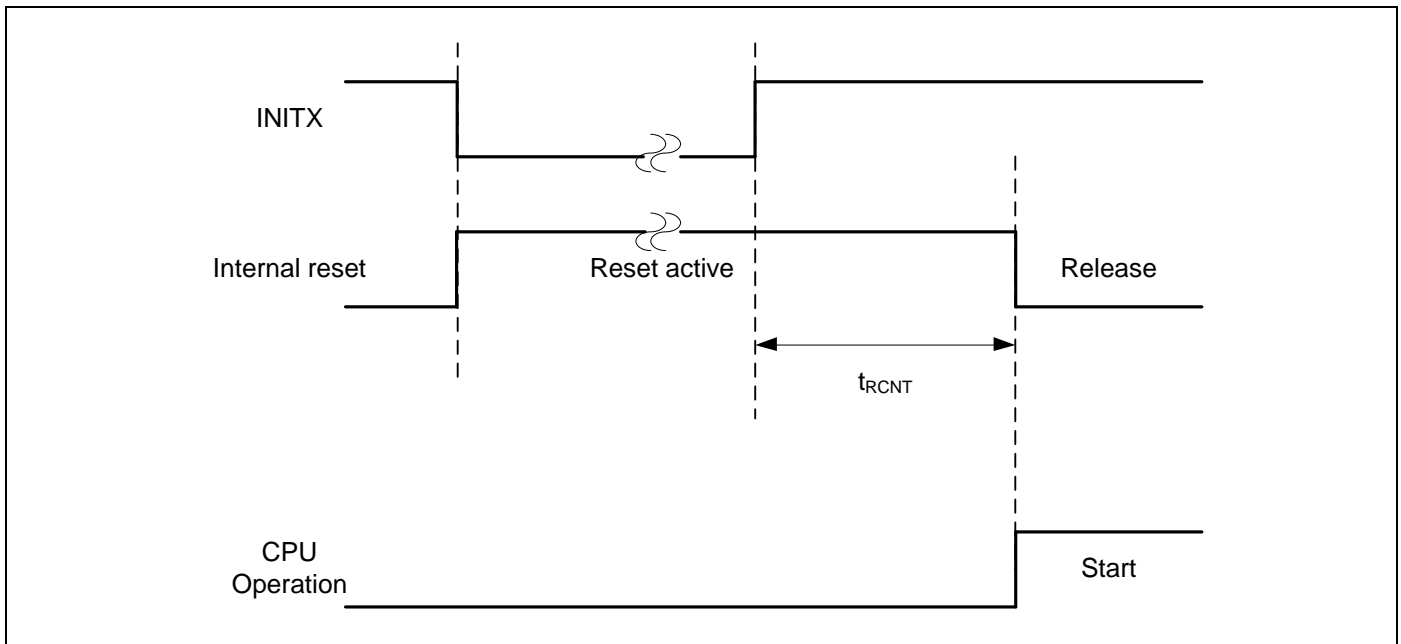 INITX
Internal reset
Reset active
Release
tRCNT
CPU
Operation
Start